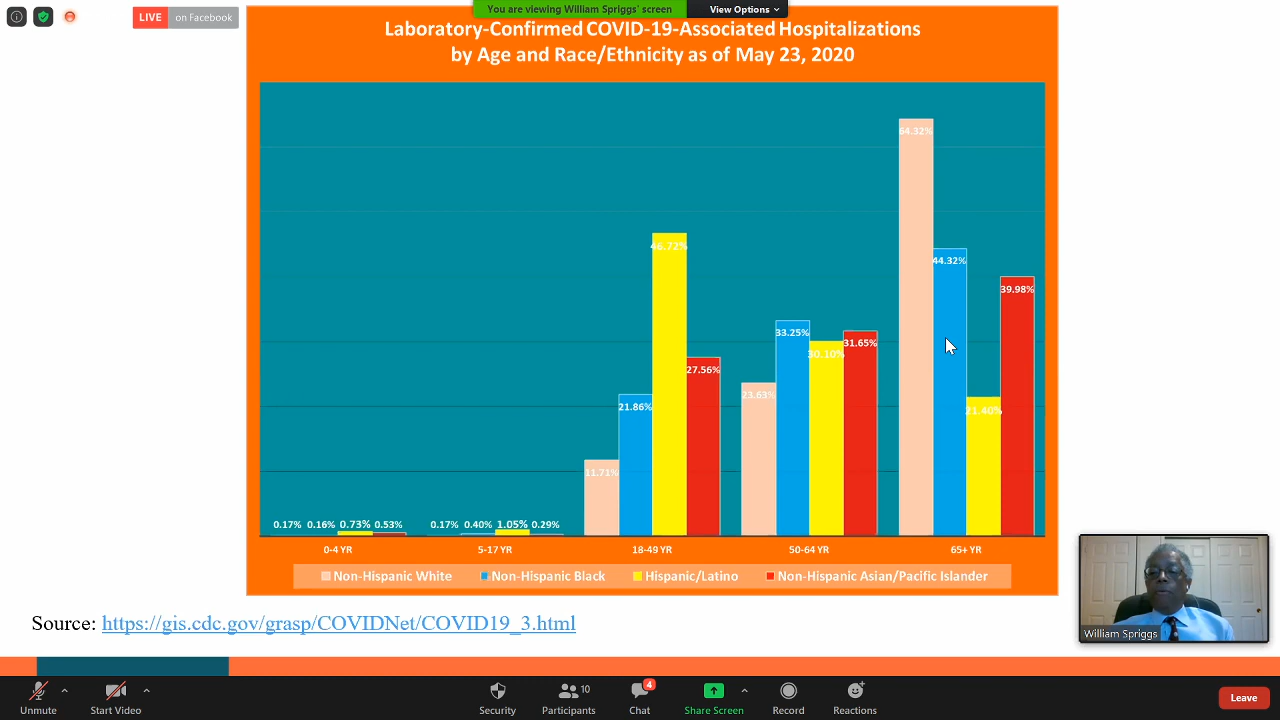 LIVE on Facebook
You are viewing William Spriggs' screen
View Options
Laboratory-Confirmed COVID-19-Associated Hospitalizations
by Age and Race/Ethnicity as of May 23, 2020
64.32%
46.72%
44.32%
39.98%
33.25%
31.65%
30.10%
27.56%
23.63%
21.86%
21.40%
11.71%
0.17% 0.16% 0.73% 0.53% 0.17% 0.40% 1.05% 0.29%
0-4 YR 5-17 YR 18-49 YR 50-64 YR 65+ YR
Non-Hispanic White Non-Hispanic Black Hispanic/Latino Non-Hispanic Asian/Pacific Islander
Source: https://gis.cdc.gov/grasp/COVIDNet/COVID19_3.html
William Spriggs
10
4
Unmute Start Video Security Participants Chat Share Screen Record Reactions Leave